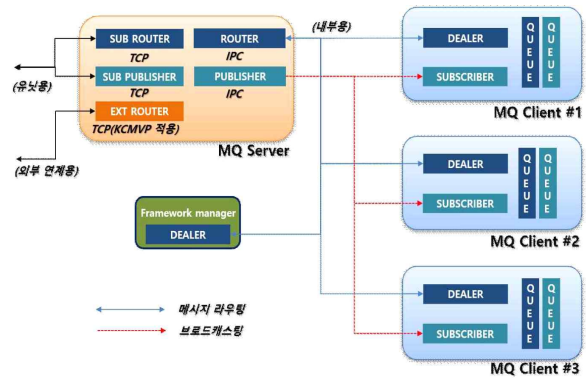 SUB ROUTER
TCP
ROUTER
IPC
SUB PUBLISHER
TCP
PUBLISHER
IPC
EXT ROUTER
TCP(KCMVP 적용)
MQ Server
(유닛용)
(외부 연계용)
(내부용)
Framework manager
DEALER
메시지 라우팅
브로드캐스팅
DEALER
SUBSCRIBER
QUEUE
QUEUE
MQ Client #1
DEALER
SUBSCRIBER
QUEUE
QUEUE
MQ Client #2
DEALER
SUBSCRIBER
QUEUE
QUEUE
MQ Client #3